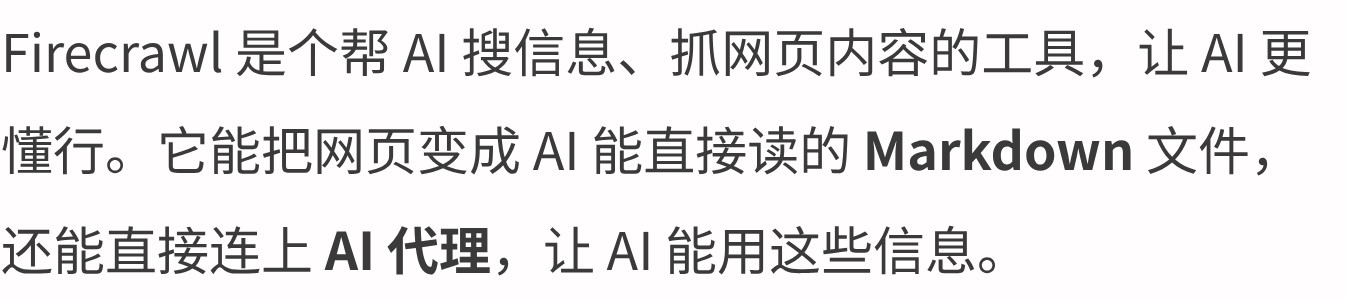 Firecrawl 是个帮 AI 搜信息、抓网页内容的工具，让 AI 更
懂行。它能把网页变成 AI 能直接读的 Markdown 文件，
还能直接连上 AI 代理，让 AI 能用这些信息。